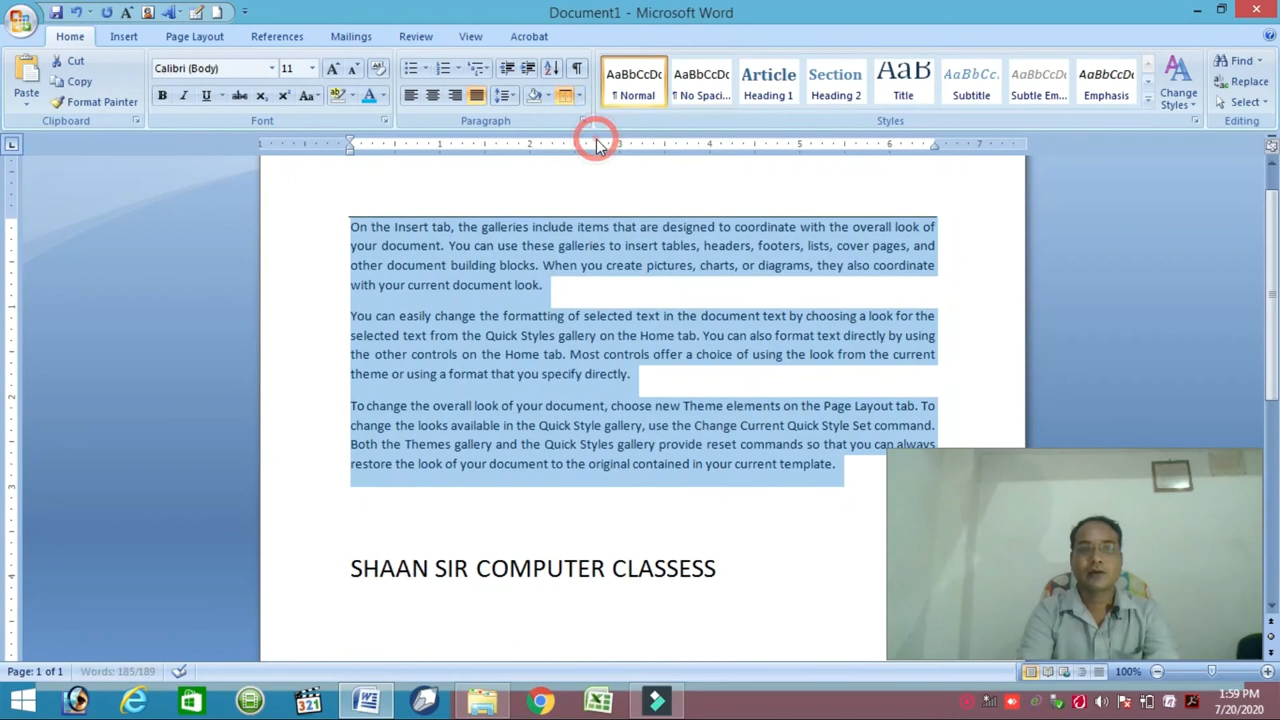 Document1 - Microsoft Word
Home Insert Page Layout References Mailings Review View Acrobat
Paste Cut Copy Format Painter
Calibri (Body) 11
AaBbCcDc AaBbCcDc Article Section AaB AaBbCc. AaBbCcDc AaBbCcDc
¶ Normal ¶ No Spaci... Heading 1 Heading 2 Title Subtitle Subtle Em... Emphasis
Change Styles
Find Replace Select
Clipboard Font Paragraph Styles Editing
1 1 2 3 4 5 6 7
On the Insert tab, the galleries include items that are designed to coordinate with the overall look of
your document. You can use these galleries to insert tables, headers, footers, lists, cover pages, and
other document building blocks. When you create pictures, charts, or diagrams, they also coordinate
with your current document look.
You can easily change the formatting of selected text in the document text by choosing a look for the
selected text from the Quick Styles gallery on the Home tab. You can also format text directly by using
the other controls on the Home tab. Most controls offer a choice of using the look from the current
theme or using a format that you specify directly.
To change the overall look of your document, choose new Theme elements on the Page Layout tab. To
change the looks available in the Quick Style gallery, use the Change Current Quick Style Set command.
Both the Themes gallery and the Quick Styles gallery provide reset commands so that you can always
restore the look of your document to the original contained in your current template.
SHAAN SIR COMPUTER CLASSESS
Page: 1 of 1 Words: 185/189 100%
321
1:59 PM
7/20/2020